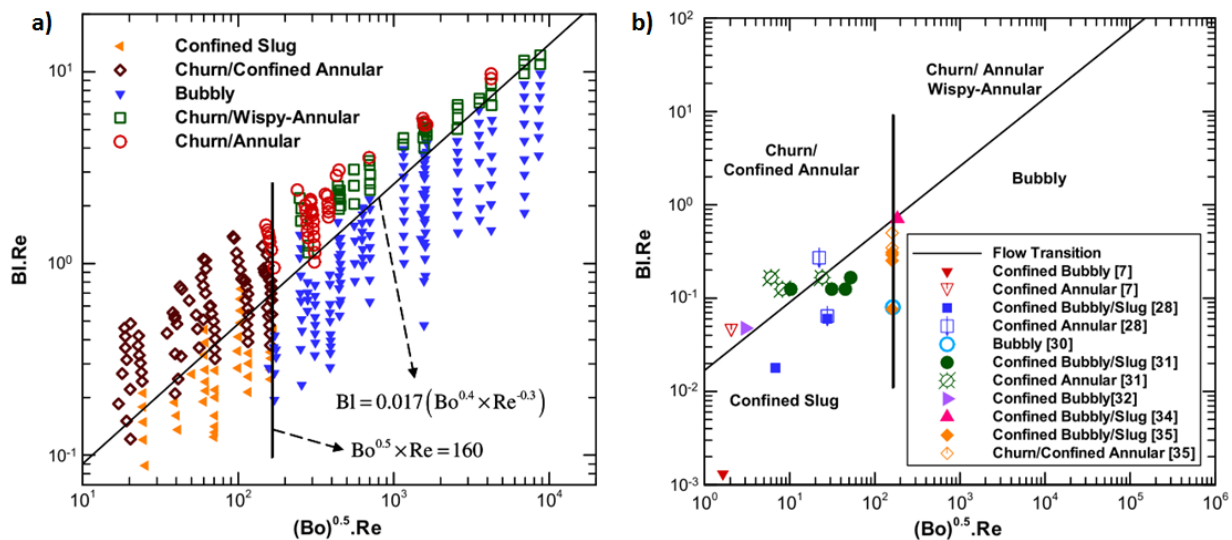 a)
Confined Slug
Churn/Confined Annular
Bubbly
Churn/Wispy-Annular
Churn/Annular
10^1
10^0
10^-1
Bl.Re
Bl = 0.017(Bo^0.4 × Re^-0.3)
Bo^0.5 × Re = 160
10^1
10^2
10^3
10^4
(Bo)^0.5.Re
b)
10^2
10^1
10^0
10^-1
10^-2
10^-3
Bl.Re
Churn/ Annular
Wispy-Annular
Churn/
Confined Annular
Bubbly
Confined Slug
Flow Transition
Confined Bubbly [7]
Confined Annular [7]
Confined Bubbly/Slug [28]
Confined Annular [28]
Bubbly [30]
Confined Bubbly/Slug [31]
Confined Annular [31]
Confined Bubbly[32]
Confined Bubbly/Slug [34]
Confined Bubbly/Slug [35]
Churn/Confined Annular [35]
10^0
10^1
10^2
10^3
10^4
10^5
10^6
(Bo)^0.5.Re